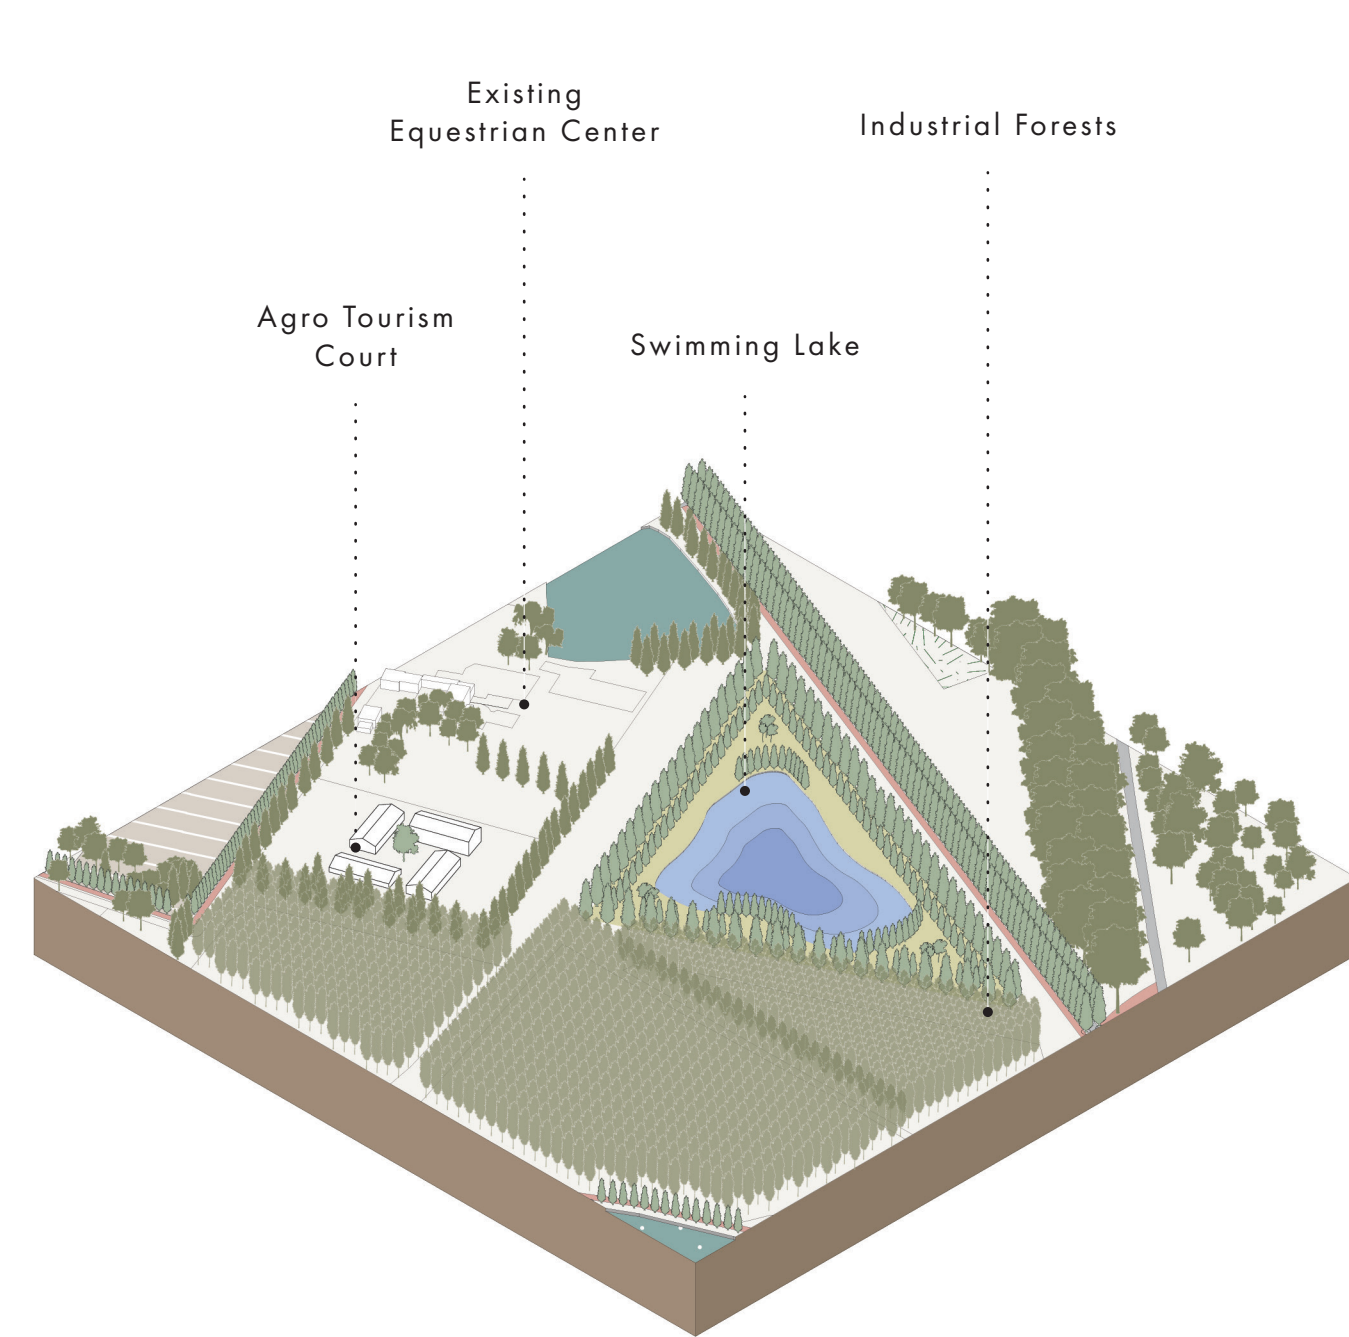 Existing
Equestrian Center
Industrial Forests
Agro Tourism
Court
Swimming Lake